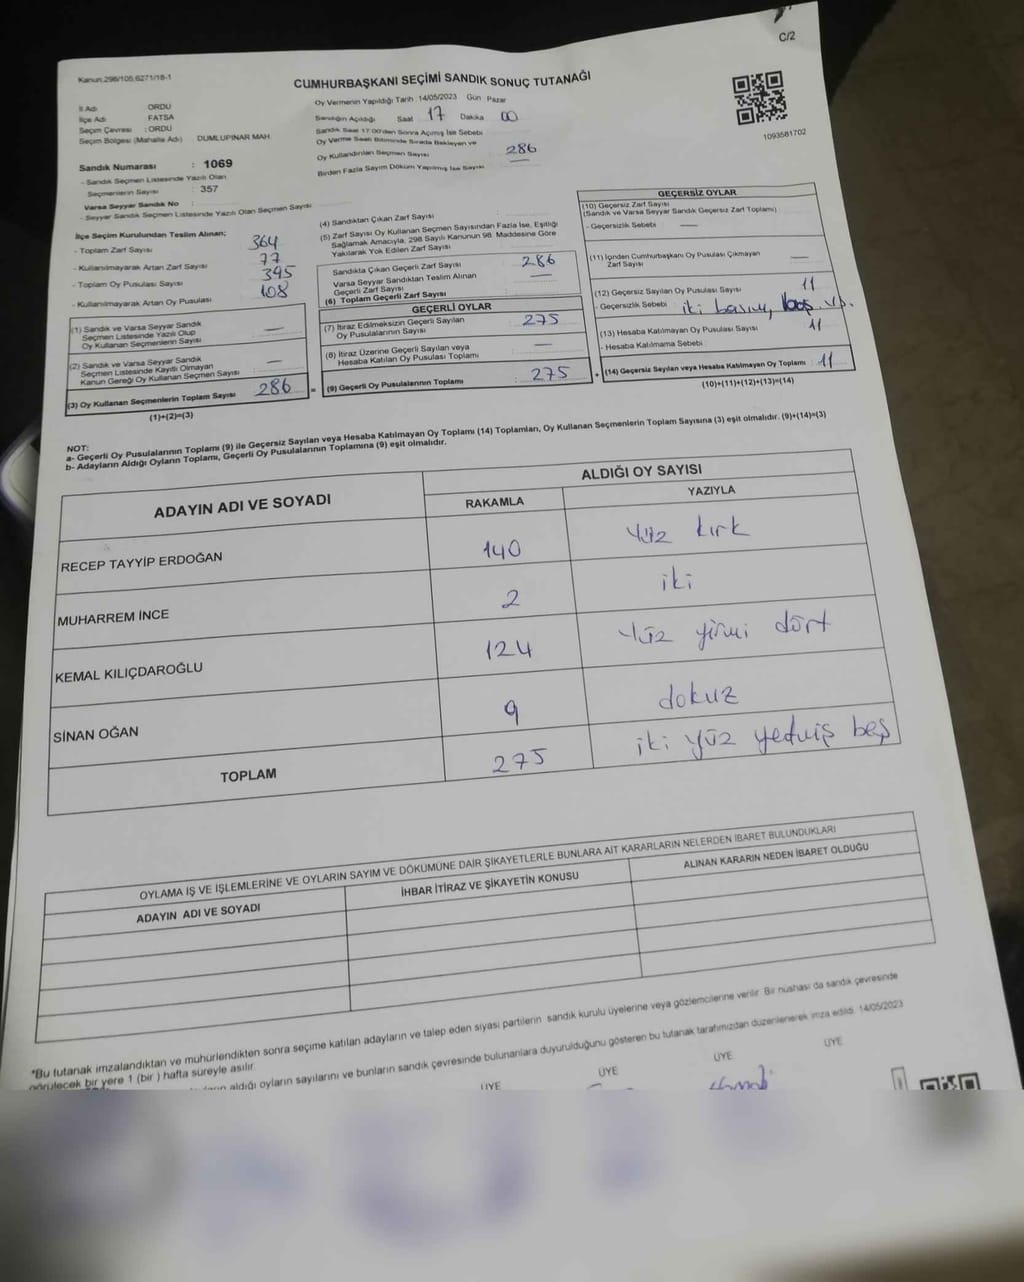 C/2
Kanun:298/105,6271/18-1
CUMHURBAŞKANI SEÇİMİ SANDIK SONUÇ TUTANAĞI
İl Adı ORDU
İlçe Adı FATSA
Seçim Çevresi : ORDU
Seçim Bölgesi (Mahalle Adı) DUMLUPINAR MAH.
Sandık Numarası : 1069
- Sandık Seçmen Listesinde Yazılı Olan
Seçmenlerin Sayısı : 357
Varsa Seyyar Sandık No :
- Seyyar Sandık Seçmen Listesinde Yazılı Olan Seçmen Sayısı
Oy Vermenin Yapıldığı Tarih : 14/05/2023 Gün Pazar
Sandığın Açıldığı Saat 17 Dakika 00
Sandık Saat 17:00'den Sonra Açılmış İse Sebebi
Oy Verme Saati Bitiminde Sırada Bekleyen ve
Oy Kullandırılan Seçmen Sayısı 286
Birden Fazla Sayım Döküm Yapılmış İse Sayısı —
1093581702
İlçe Seçim Kurulundan Teslim Alınan;
- Toplam Zarf Sayısı 364
- Kullanılmayarak Artan Zarf Sayısı 77
- Toplam Oy Pusulası Sayısı 395
- Kullanılmayarak Artan Oy Pusulası 108
(1) Sandık ve Varsa Seyyar Sandık
Seçmen Listesinde Yazılı Olup
Oy Kullanan Seçmenlerin Sayısı —
(2) Sandık ve Varsa Seyyar Sandık
Seçmen Listesinde Kayıtlı Olmayan
Kanun Gereği Oy Kullanan Seçmen Sayısı : —
(3) Oy Kullanan Seçmenlerin Toplam Sayısı 286
(1)+(2)=(3)
(4) Sandıktan Çıkan Zarf Sayısı
(5) Zarf Sayısı Oy Kullanan Seçmen Sayısından Fazla İse, Eşitliği
Sağlamak Amacıyla, 298 Sayılı Kanunun 98. Maddesine Göre
Yakılarak Yok Edilen Zarf Sayısı
Sandıkta Çıkan Geçerli Zarf Sayısı 286
Varsa Seyyar Sandıktan Teslim Alınan
Geçerli Zarf Sayısı —
(6) Toplam Geçerli Zarf Sayısı
GEÇERLİ OYLAR
(7) İtiraz Edilmeksizin Geçerli Sayılan
Oy Pusulalarının Sayısı 275
(8) İtiraz Üzerine Geçerli Sayılan veya
Hesaba Katılan Oy Pusulası Toplamı —
= (9) Geçerli Oy Pusulalarının Toplamı : 275
GEÇERSİZ OYLAR
(10) Geçersiz Zarf Sayısı
(Sandık ve Varsa Seyyar Sandık Geçersiz Zarf Toplamı)
- Geçersizlik Sebebi —
(11) İçinden Cumhurbaşkanı Oy Pusulası Çıkmayan
Zarf Sayısı —
(12) Geçersiz Sayılan Oy Pusulası Sayısı 11
- Geçersizlik Sebebi iki basım, boş vs.
(13) Hesaba Katılmayan Oy Pusulası Sayısı 11
- Hesaba Katılmama Sebebi
+ (14) Geçersiz Sayılan veya Hesaba Katılmayan Oy Toplamı : 11
(10)+(11)+(12)+(13)=(14)
NOT:
a- Geçerli Oy Pusulalarının Toplamı (9) ile Geçersiz Sayılan veya Hesaba Katılmayan Oy Toplamı (14) Toplamları, Oy Kullanan Seçmenlerin Toplam Sayısına (3) eşit olmalıdır. (9)+(14)=(3)
b- Adayların Aldığı Oyların Toplamı, Geçerli Oy Pusulalarının Toplamına (9) eşit olmalıdır.
ADAYIN ADI VE SOYADI
ALDIĞI OY SAYISI
RAKAMLA YAZIYLA
RECEP TAYYİP ERDOĞAN 140 Yüz kırk
MUHARREM İNCE 2 iki
KEMAL KILIÇDAROĞLU 124 Yüz yirmi dört
SİNAN OĞAN 9 dokuz
TOPLAM 275 iki yüz yetmiş beş
OYLAMA İŞ VE İŞLEMLERİNE VE OYLARIN SAYIM VE DÖKÜMÜNE DAİR ŞİKAYETLERLE BUNLARA AİT KARARLARIN NELERDEN İBARET BULUNDUKLARI
ADAYIN ADI VE SOYADI İHBAR İTİRAZ VE ŞİKAYETİN KONUSU ALINAN KARARIN NEDEN İBARET OLDUĞU
*Bu tutanak imzalandıktan ve mühürlendikten sonra seçime katılan adayların ve talep eden siyasi partilerin sandık kurulu üyelerine veya gözlemcilerine verilir. Bir nüshası da sandık çevresinde
görülecek bir yere 1 (bir ) hafta süreyle asılır.
aldığı oyların sayılarını ve bunların sandık çevresinde bulunanlara duyurulduğunu gösteren bu tutanak tarafımızdan düzenlenerek imza edildi. 14/05/2023
ÜYE ÜYE ÜYE ÜYE